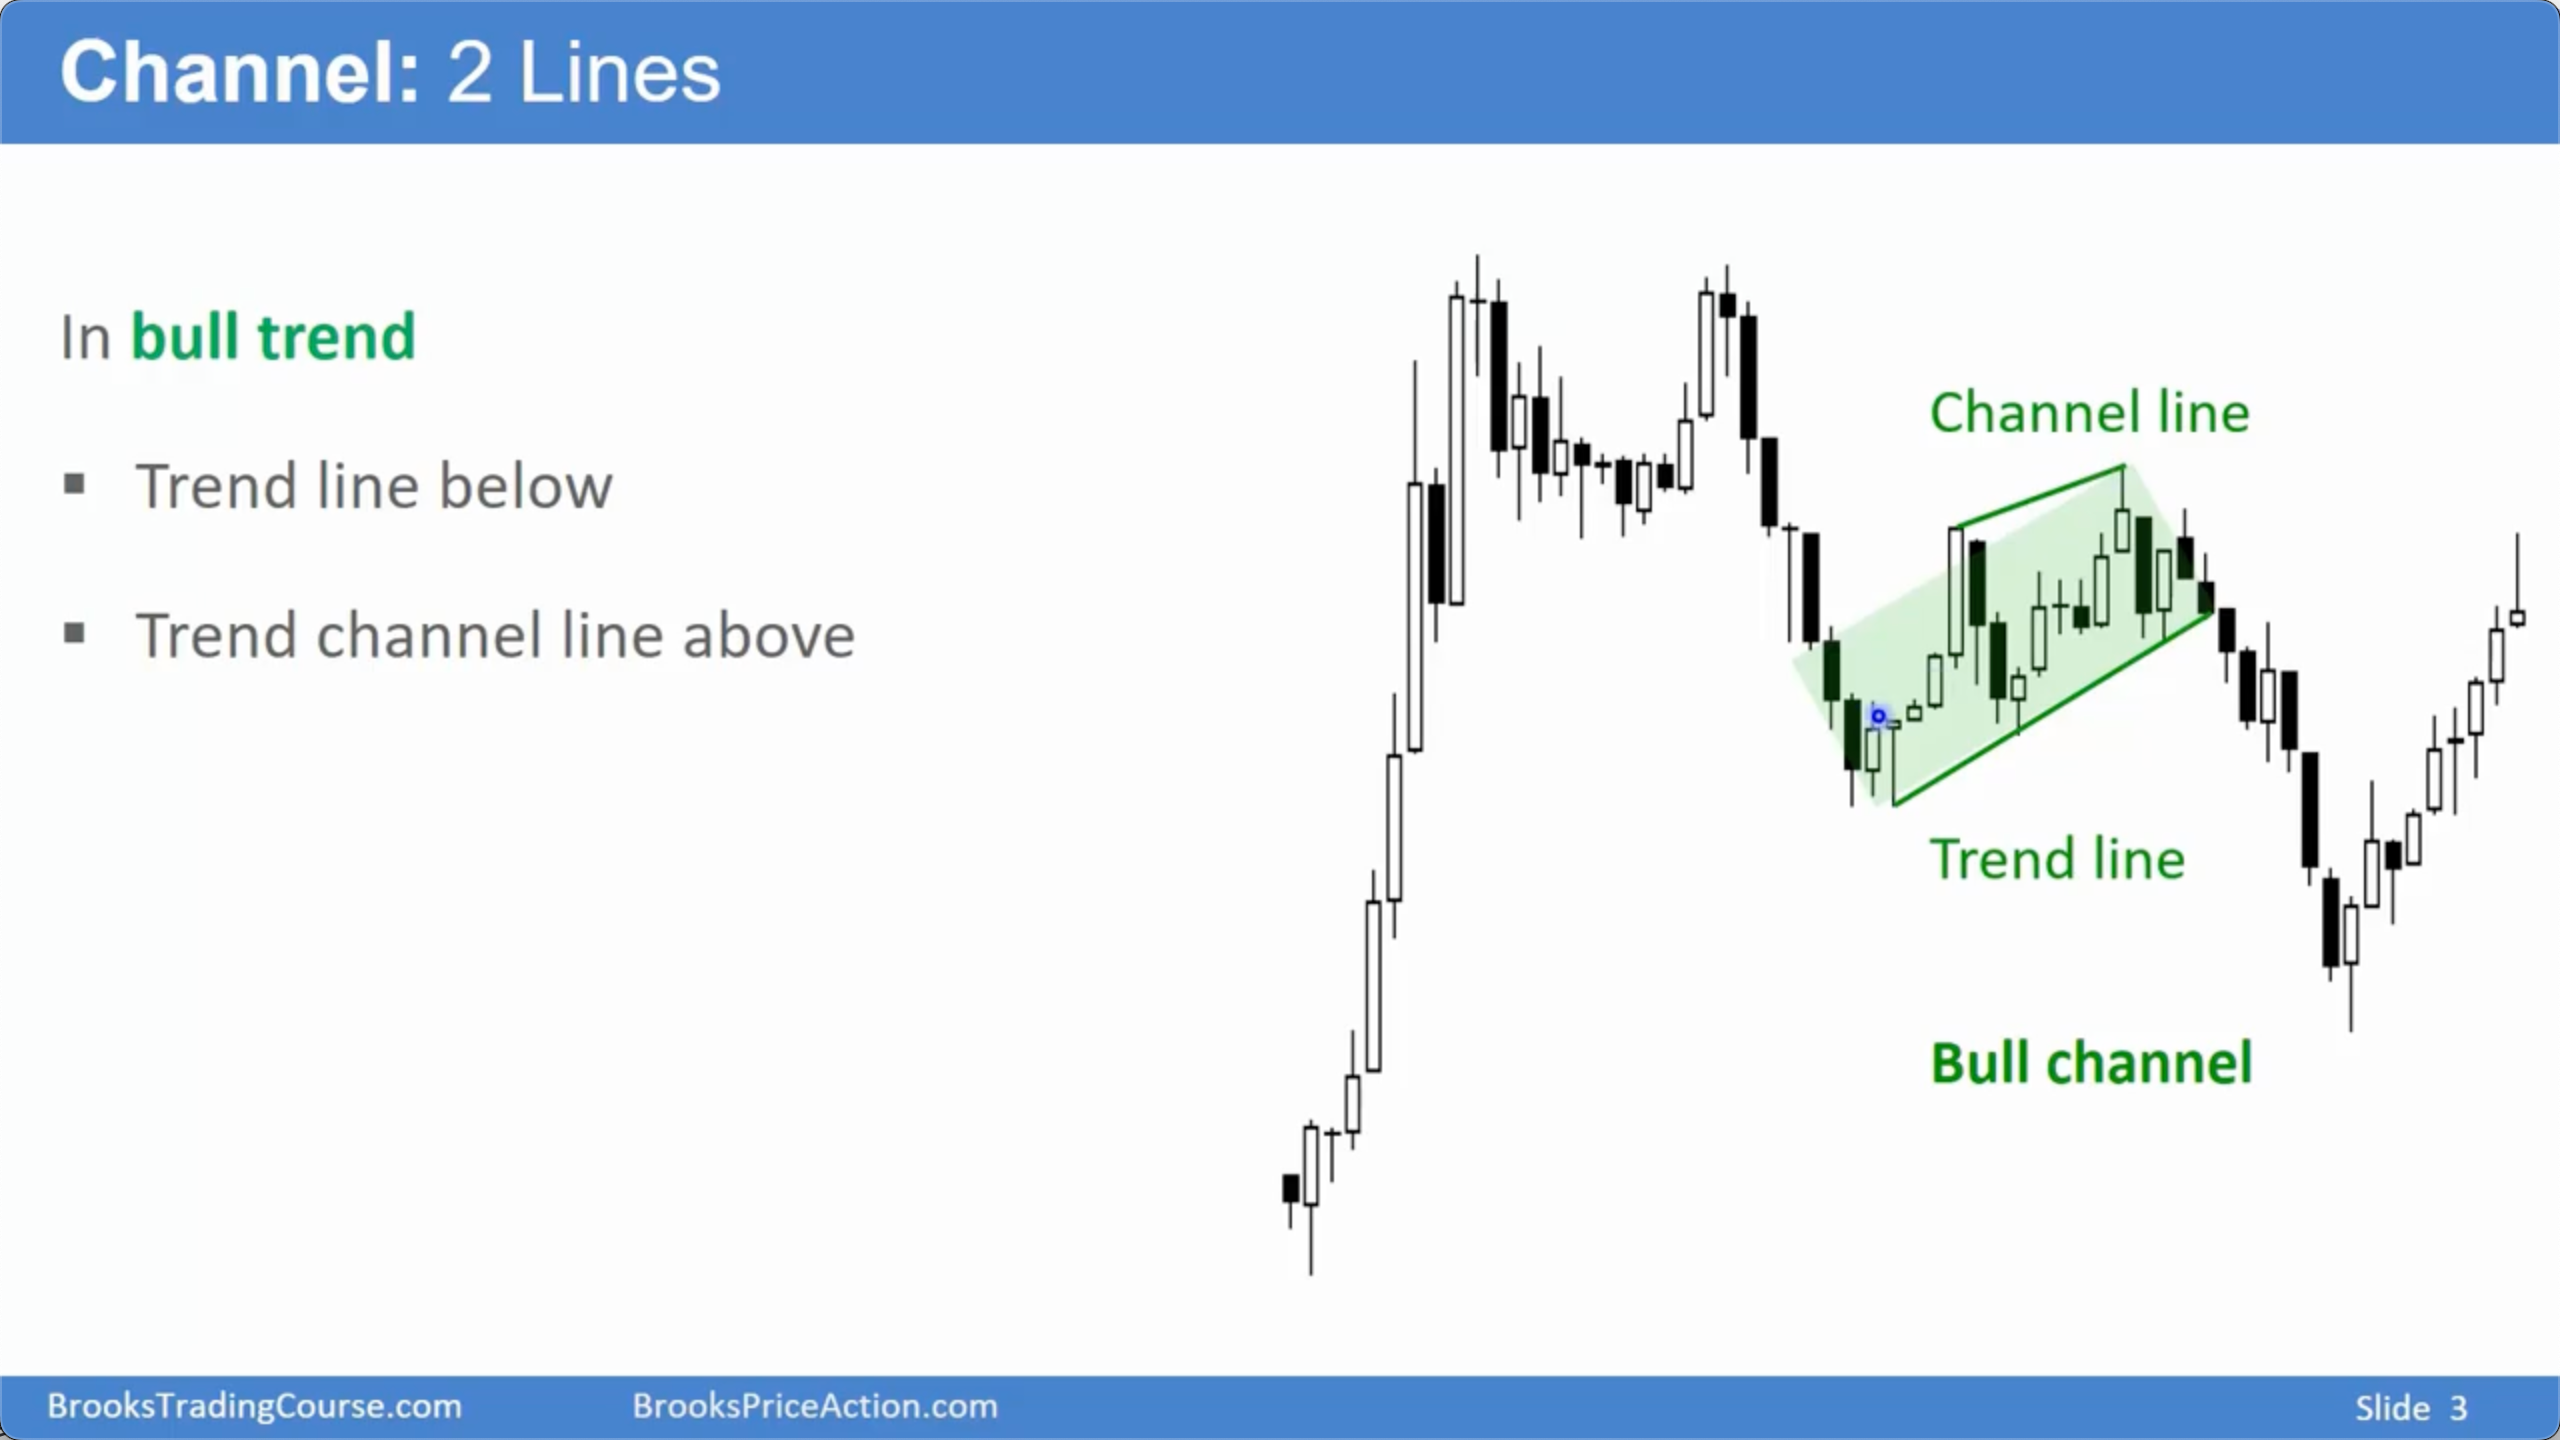 Channel: 2 Lines
In bull trend
▪ Trend line below
▪ Trend channel line above
Channel line
Trend line
Bull channel
BrooksTradingCourse.com
BrooksPriceAction.com
Slide 3